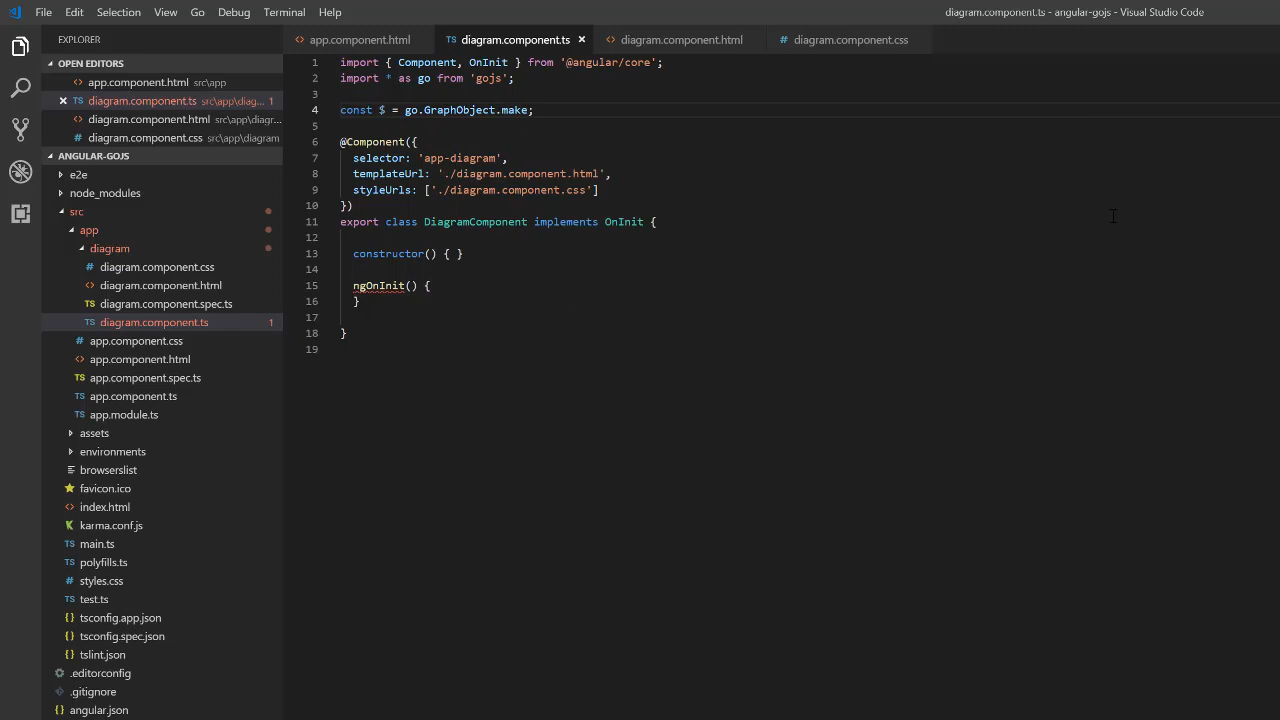 File Edit Selection View Go Debug Terminal Help diagram.component.ts - angular-gojs - Visual Studio Code
EXPLORER
OPEN EDITORS
app.component.html src\app
diagram.component.ts src\app\diag... 1
diagram.component.html src\app\diagr...
diagram.component.css src\app\diagram
ANGULAR-GOJS
e2e
node_modules
src
app
diagram
diagram.component.css
diagram.component.html
TS diagram.component.spec.ts
TS diagram.component.ts 1
app.component.css
app.component.html
TS app.component.spec.ts
TS app.component.ts
TS app.module.ts
assets
environments
browserslist
favicon.ico
index.html
karma.conf.js
TS main.ts
TS polyfills.ts
styles.css
TS test.ts
{} tsconfig.app.json
{} tsconfig.spec.json
{} tslint.json
.editorconfig
.gitignore
{} angular.json
app.component.html TS diagram.component.ts diagram.component.html diagram.component.css
1 import { Component, OnInit } from '@angular/core';
2 import * as go from 'gojs';
3
4 const $ = go.GraphObject.make;
5
6 @Component({
7 selector: 'app-diagram',
8 templateUrl: './diagram.component.html',
9 styleUrls: ['./diagram.component.css']
10 })
11 export class DiagramComponent implements OnInit {
12
13 constructor() { }
14
15 ngOnInit() {
16 }
17
18 }
19